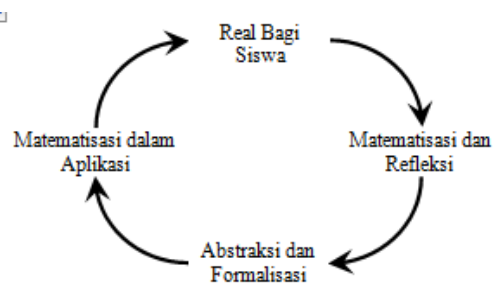 Real Bagi
Siswa
Matematisasi dalam
Aplikasi
Matematisasi dan
Refleksi
Abstraksi dan
Formalisasi